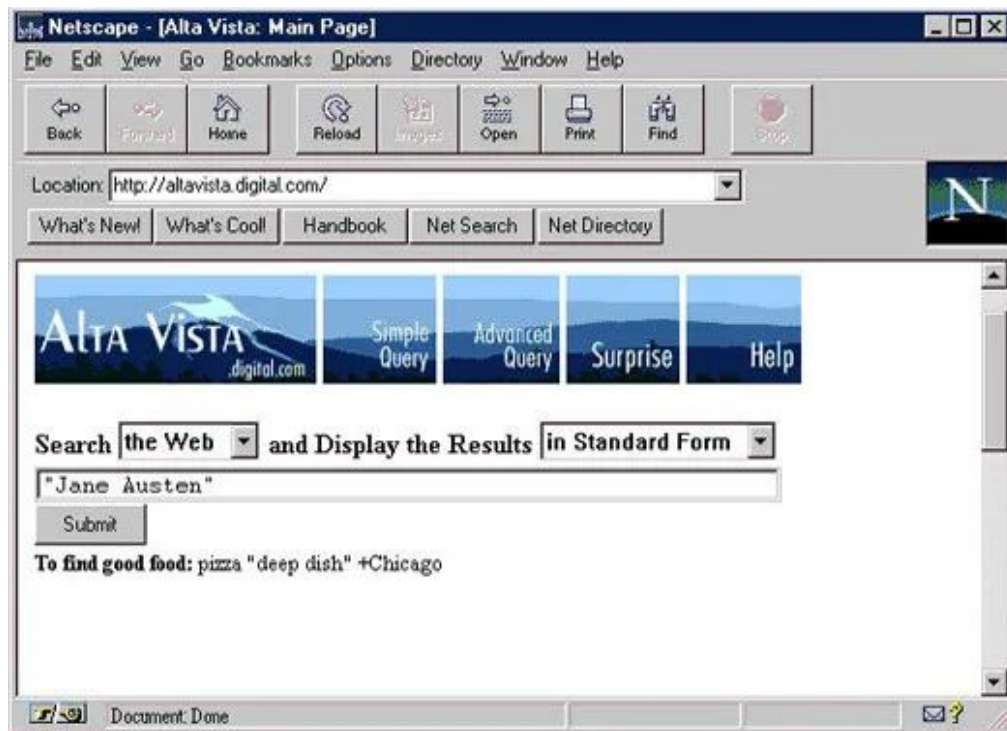 Netscape - [Alta Vista: Main Page]
File Edit View Go Bookmarks Options Directory Window Help
Back Forward Home Reload Images Open Print Find Stop
Location: http://altavista.digital.com/
What's New! What's Cool! Handbook Net Search Net Directory
N
ALTA VISTA .digital.com Simple Query Advanced Query Surprise Help
Search the Web and Display the Results in Standard Form
"Jane Austen"
Submit
To find good food: pizza "deep dish" +Chicago
Document: Done